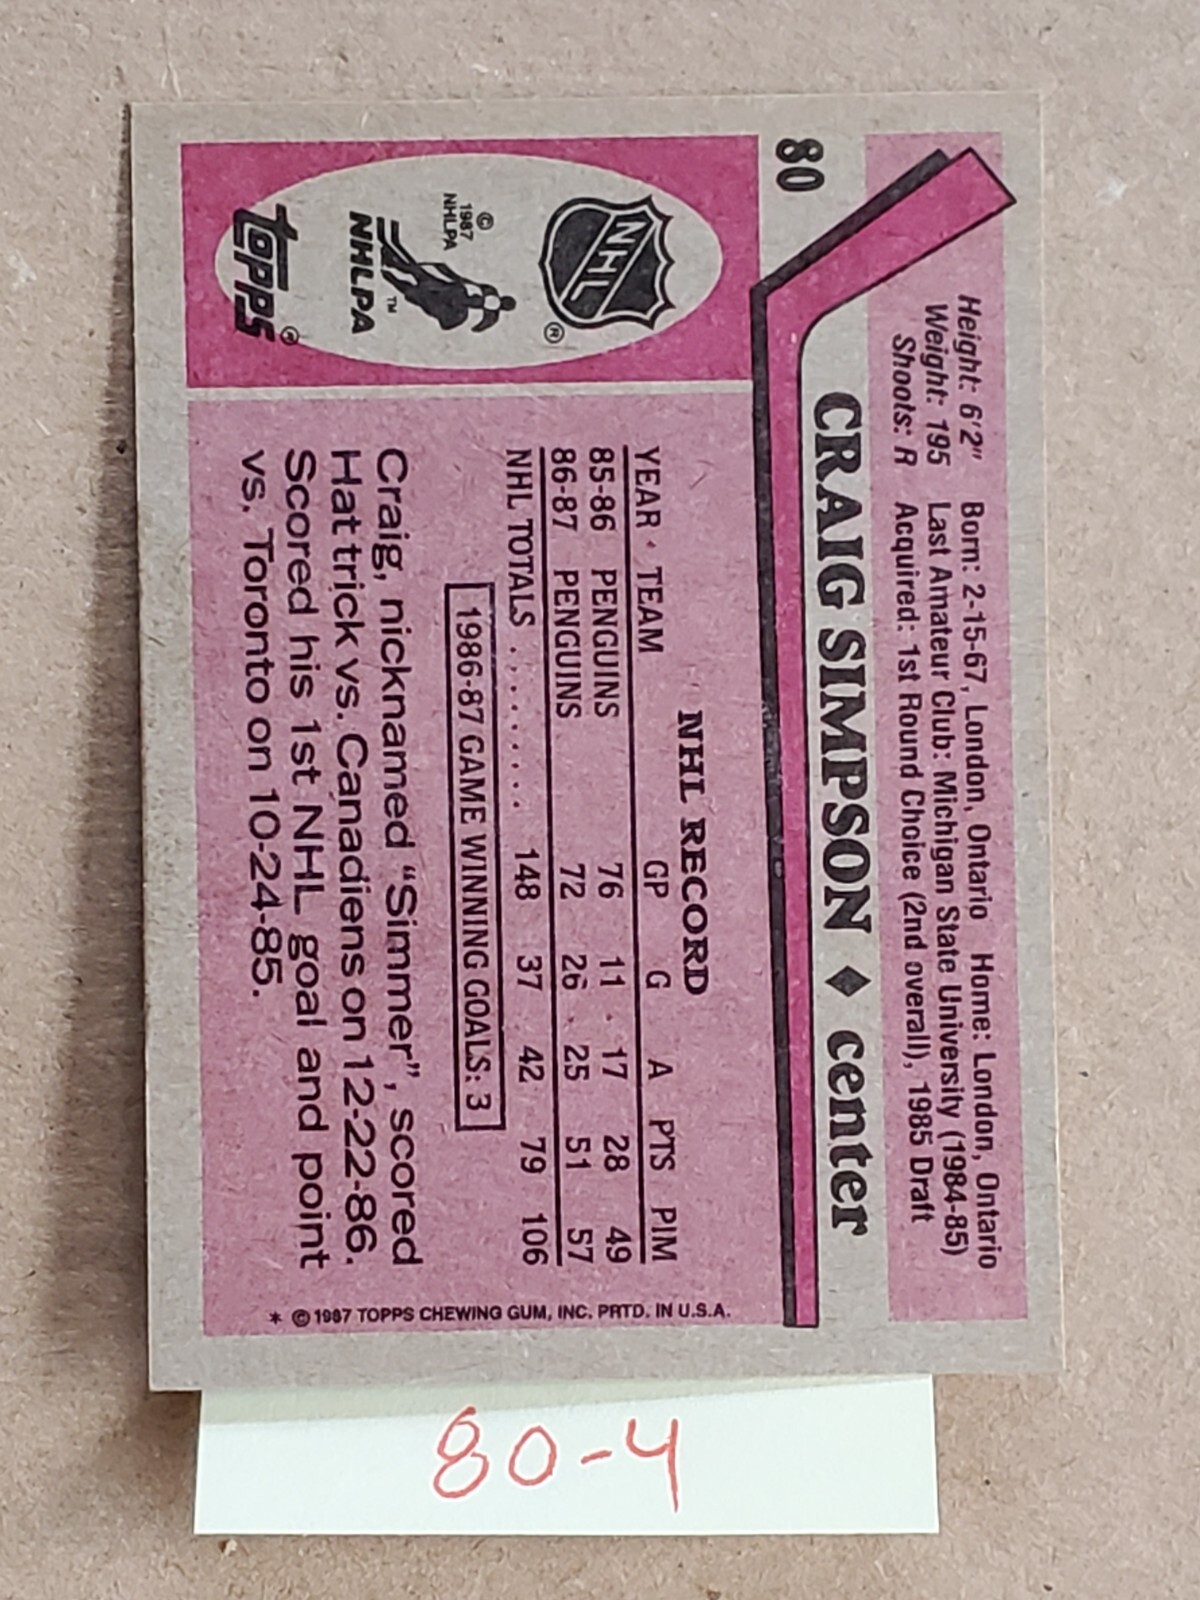 80
Height: 6'2" Born: 2-15-67, London, Ontario Home: London, Ontario
Weight: 195 Last Amateur Club: Michigan State University (1984-85)
Shoots: R Acquired: 1st Round Choice (2nd overall), 1985 Draft
CRAIG SIMPSON ♦ center
NHL
®
© 1987 NHLPA
™
NHLPA
TOPPS®
NHL RECORD
YEAR · TEAM GP G A PTS PIM
85-86 PENGUINS 76 11 17 28 49
86-87 PENGUINS 72 26 25 51 57
NHL TOTALS ........ 148 37 42 79 106
1986-87 GAME WINNING GOALS: 3
Craig, nicknamed “Simmer”, scored
Hat trick vs. Canadiens on 12-22-86.
Scored his 1st NHL goal and point
vs. Toronto on 10-24-85.
* © 1987 TOPPS CHEWING GUM, INC. PRTD. IN U.S.A.
80-4